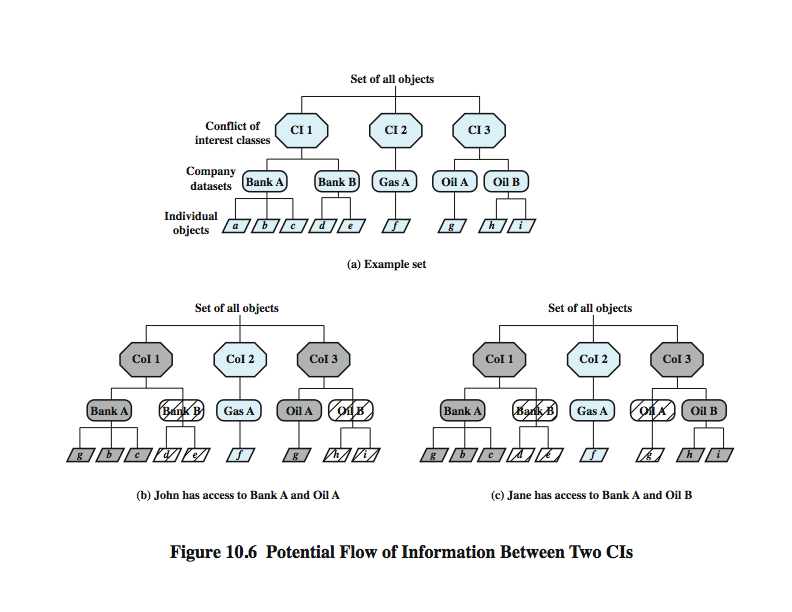 Set of all objects
Conflict of
interest classes
CI 1
CI 2
CI 3
Company
datasets
Bank A
Bank B
Gas A
Oil A
Oil B
Individual
objects
a
b
c
d
e
f
g
h
i
(a) Example set
Set of all objects
CoI 1
CoI 2
CoI 3
Bank A
Bank B
Gas A
Oil A
Oil B
g
b
c
d
e
f
g
h
i
(b) John has access to Bank A and Oil A
Set of all objects
CoI 1
CoI 2
CoI 3
Bank A
Bank B
Gas A
Oil A
Oil B
g
b
c
d
e
f
g
h
i
(c) Jane has access to Bank A and Oil B
Figure 10.6 Potential Flow of Information Between Two CIs